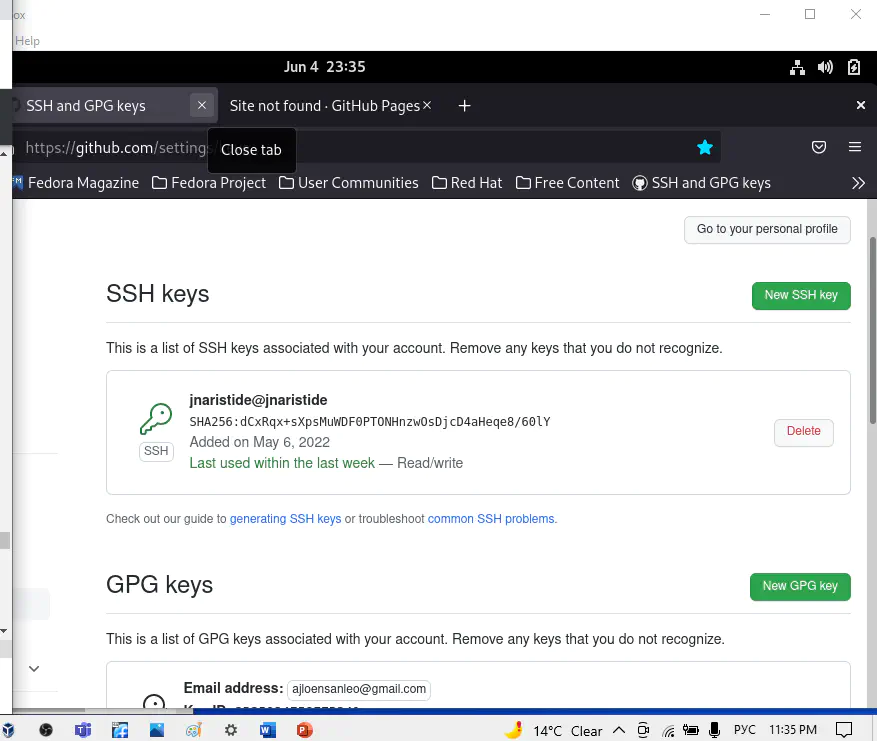 ox
Help
Jun 4 23:35
SSH and GPG keys
Site not found · GitHub Pages
https://github.com/settings
Close tab
Fedora Magazine Fedora Project User Communities Red Hat Free Content SSH and GPG keys
Go to your personal profile
SSH keys
New SSH key
This is a list of SSH keys associated with your account. Remove any keys that you do not recognize.
jnaristide@jnaristide
SHA256:dCxRqx+sXpsMuWDF0PTONHnzwOsDjcD4aHeqe8/60lY
Added on May 6, 2022
SSH
Delete
Last used within the last week — Read/write
Check out our guide to generating SSH keys or troubleshoot common SSH problems.
GPG keys
New GPG key
This is a list of GPG keys associated with your account. Remove any keys that you do not recognize.
Email address: ajloensanleo@gmail.com
14°C Clear РУС 11:35 PM